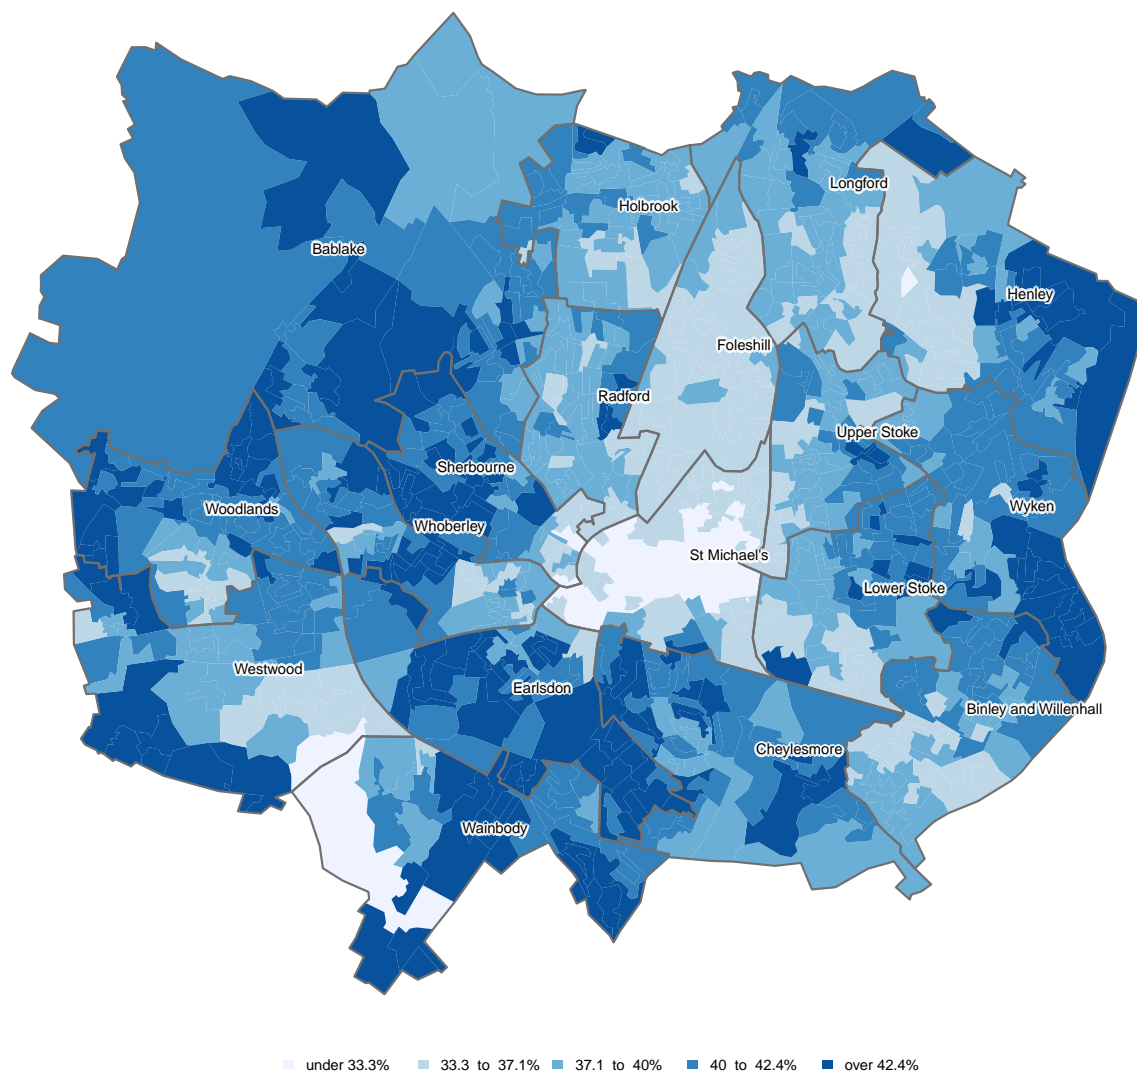 Longford
Holbrook
Bablake
Henley
Foleshill
Radford
Upper Stoke
Sherbourne
Woodlands
Wyken
Whoberley
St Michael's
Lower Stoke
Westwood
Earlsdon
Binley and Willenhall
Cheylesmore
Wainbody
under 33.3% 33.3 to 37.1% 37.1 to 40% 40 to 42.4% over 42.4%